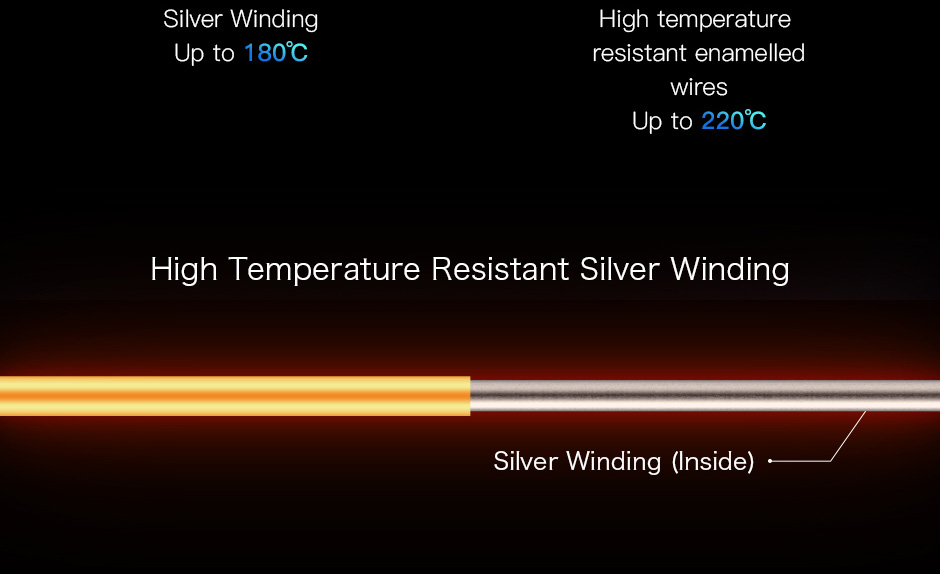 Silver Winding
Up to 180℃
High temperature
resistant enamelled
wires
Up to 220℃
High Temperature Resistant Silver Winding
Silver Winding (Inside)